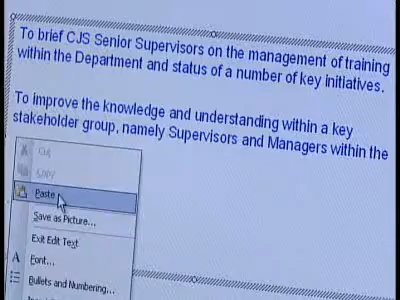 To brief CJS Senior Supervisors on the management of training
within the Department and status of a number of key initiatives.
To improve the knowledge and understanding within a key
stakeholder group, namely Supervisors and Managers within the
Cut
Copy
Paste
Save as Picture...
Exit Edit Text
Font...
Bullets and Numbering...